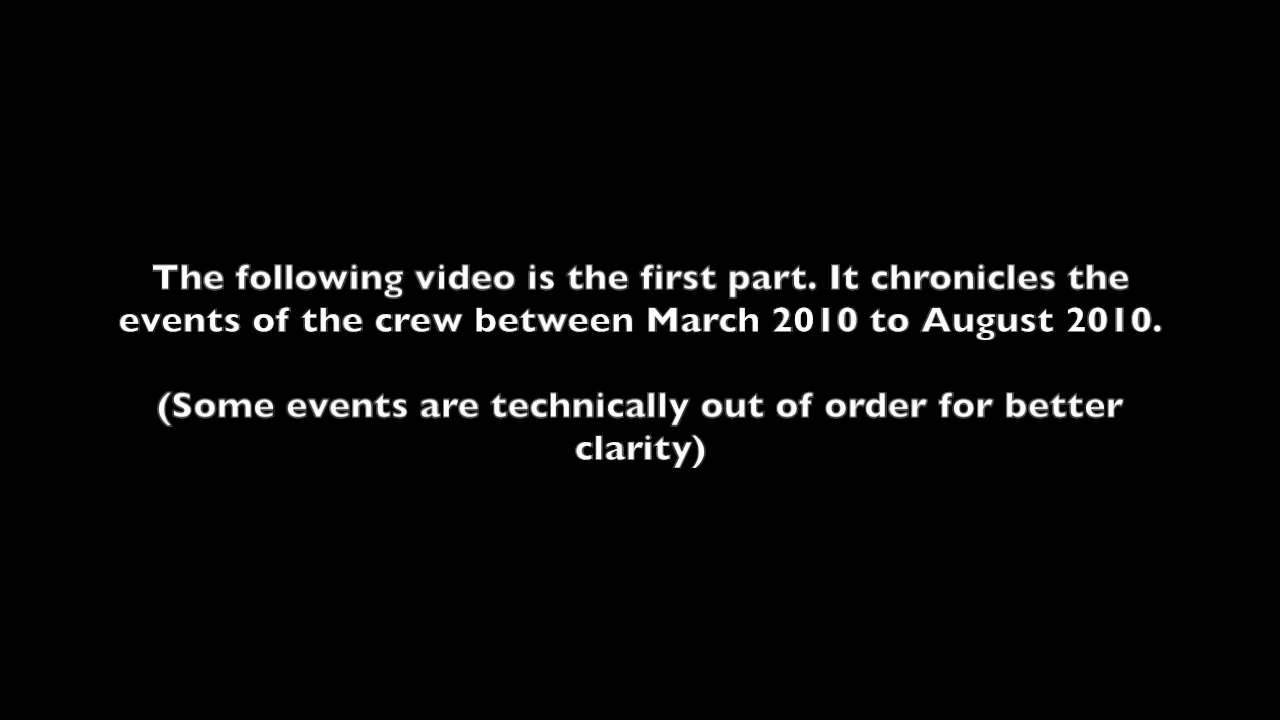 The following video is the first part. It chronicles the
events of the crew between March 2010 to August 2010.
(Some events are technically out of order for better
clarity)